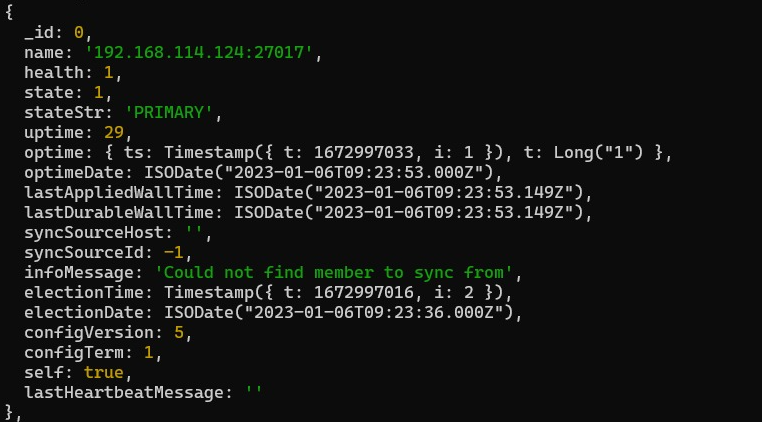 {
  _id: 0,
  name: '192.168.114.124:27017',
  health: 1,
  state: 1,
  stateStr: 'PRIMARY',
  uptime: 29,
  optime: { ts: Timestamp({ t: 1672997033, i: 1 }), t: Long("1") },
  optimeDate: ISODate("2023-01-06T09:23:53.000Z"),
  lastAppliedWallTime: ISODate("2023-01-06T09:23:53.149Z"),
  lastDurableWallTime: ISODate("2023-01-06T09:23:53.149Z"),
  syncSourceHost: '',
  syncSourceId: -1,
  infoMessage: 'Could not find member to sync from',
  electionTime: Timestamp({ t: 1672997016, i: 2 }),
  electionDate: ISODate("2023-01-06T09:23:36.000Z"),
  configVersion: 5,
  configTerm: 1,
  self: true,
  lastHeartbeatMessage: ''
},